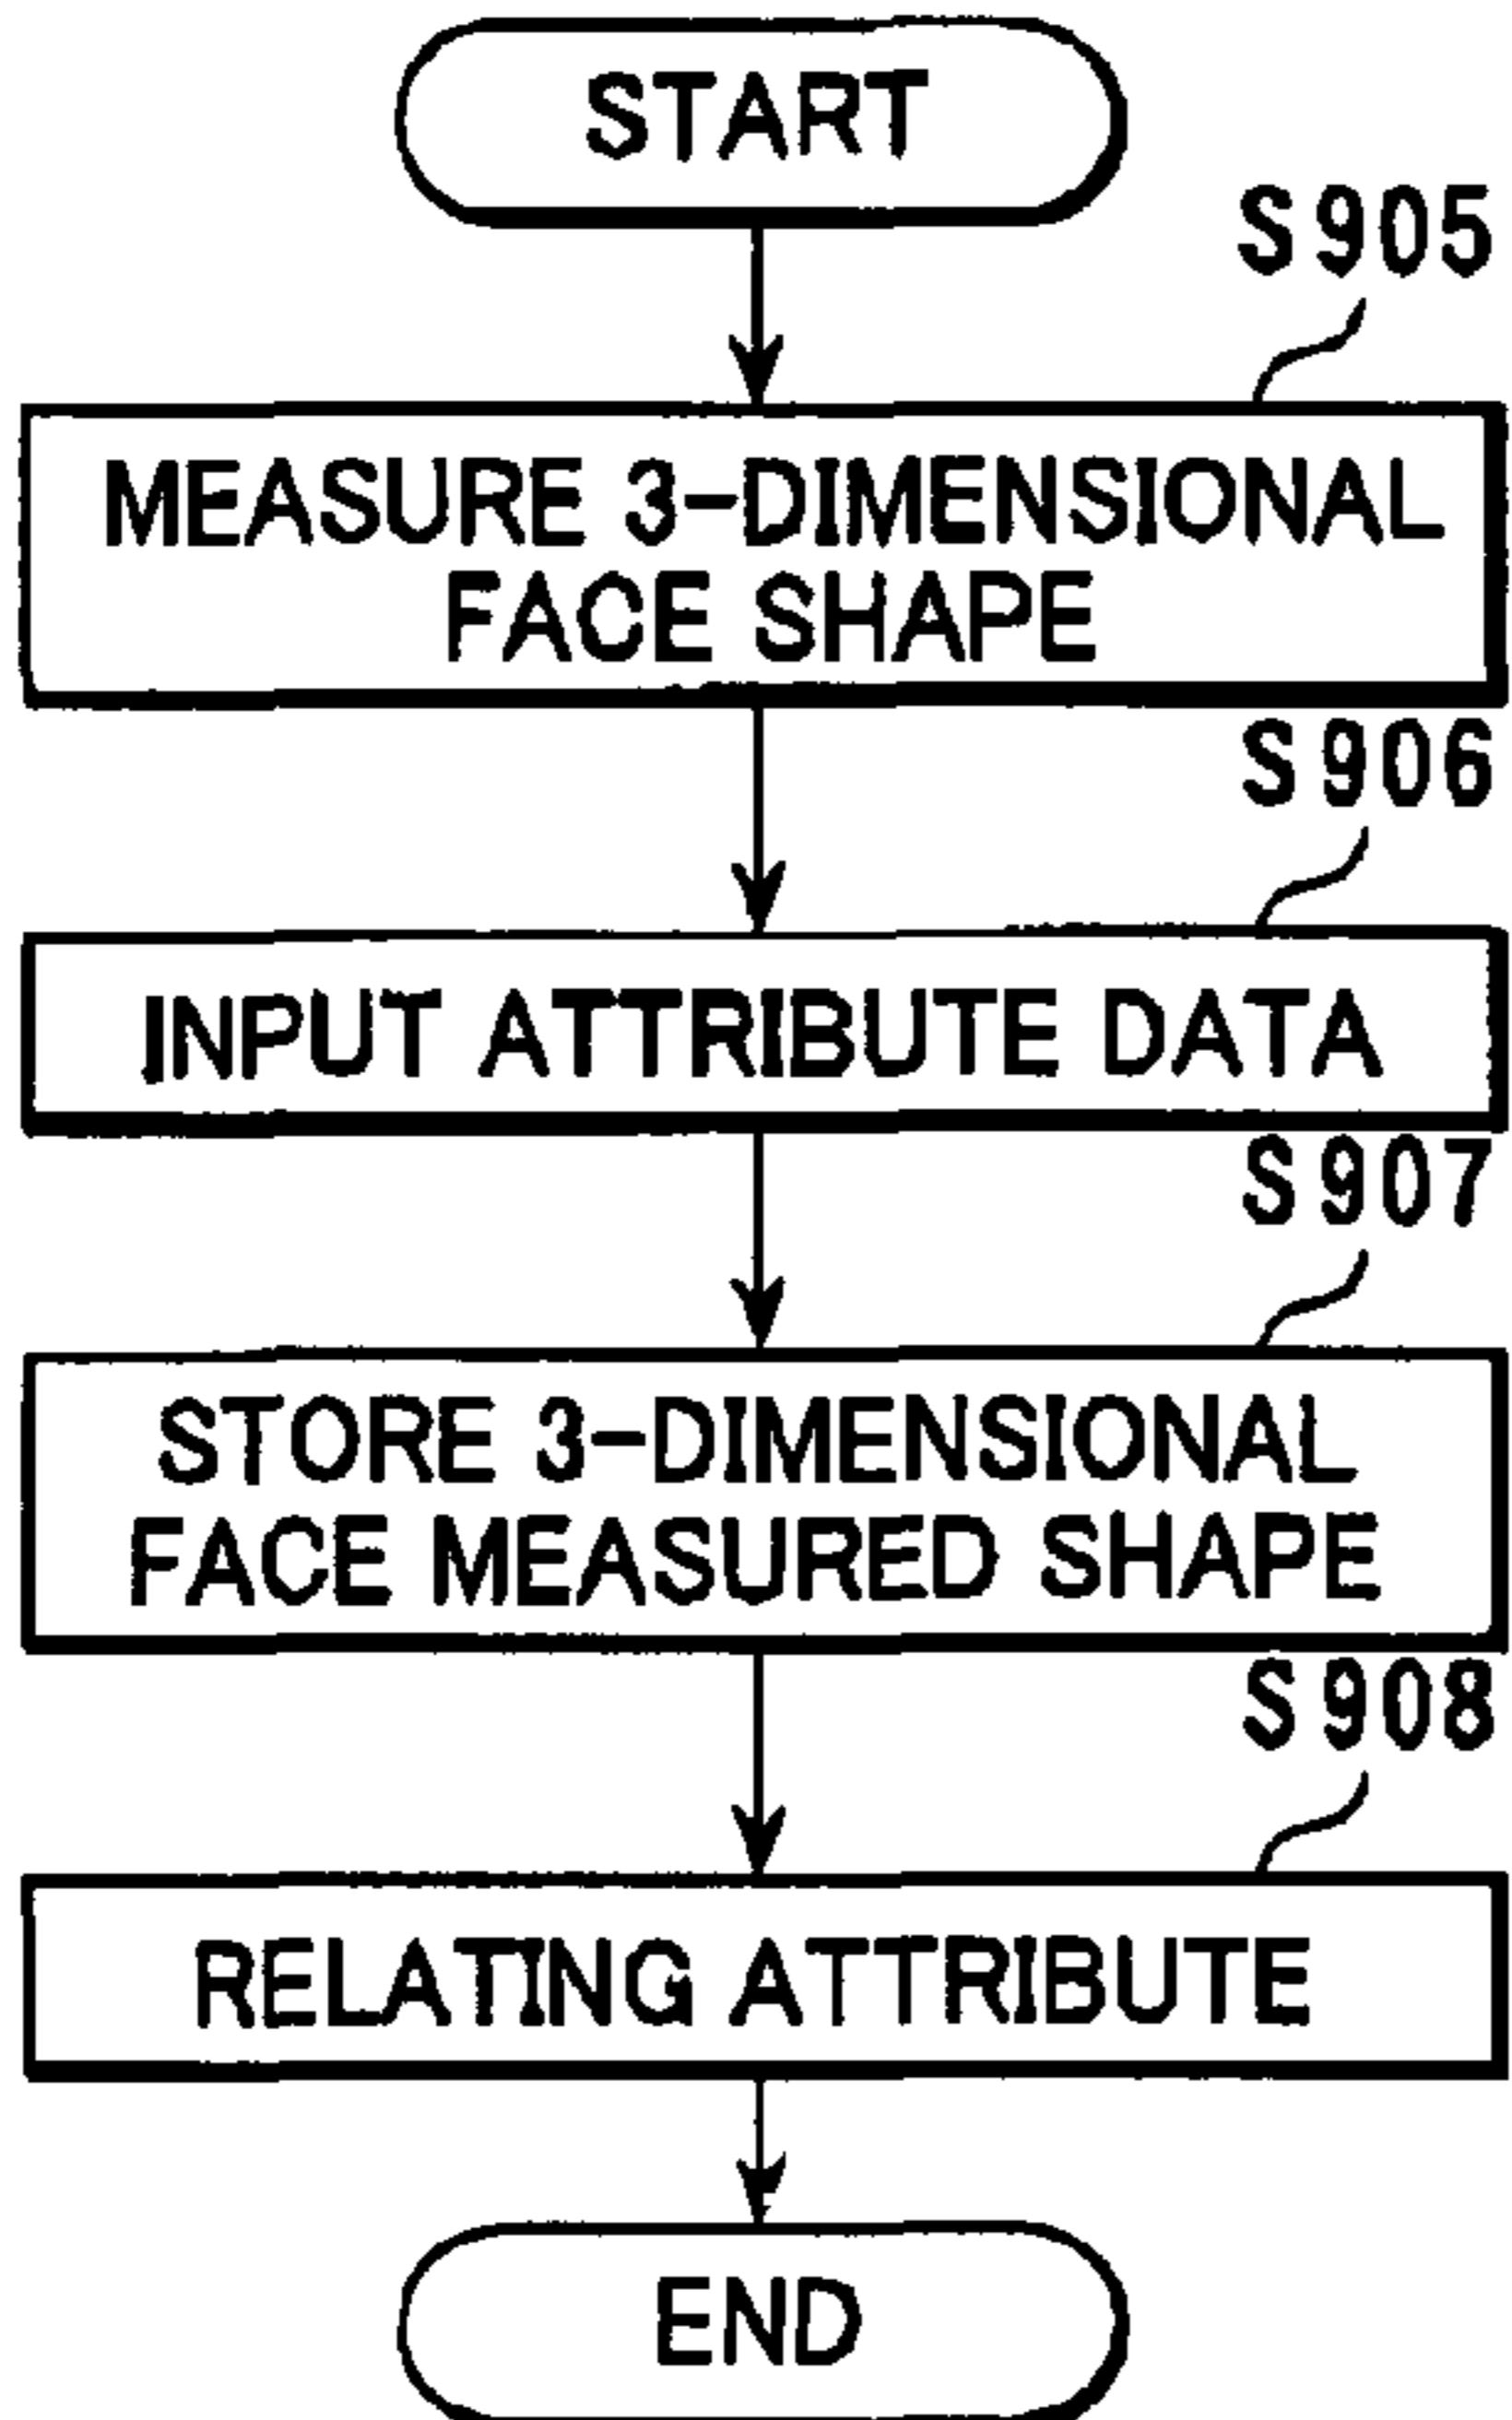 START
S905
MEASURE 3-DIMENSIONAL
FACE SHAPE
S906
INPUT ATTRIBUTE DATA
S907
STORE 3-DIMENSIONAL
FACE MEASURED SHAPE
S908
RELATING ATTRIBUTE
END